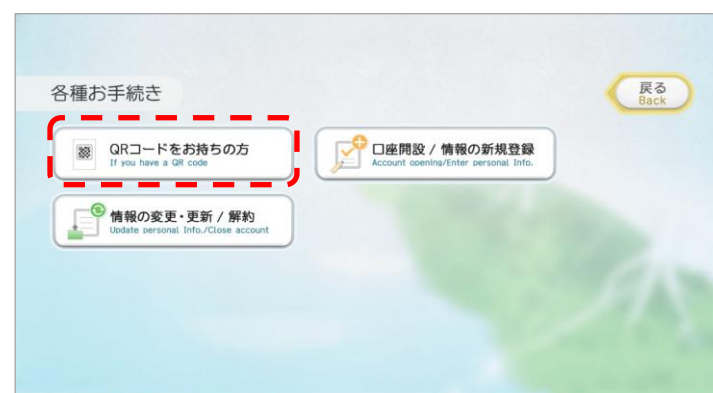 各種お手続き
戻る
Back
QRコードをお持ちの方
If you have a QR code
口座開設 / 情報の新規登録
Account opening/Enter personal Info.
情報の変更・更新 / 解約
Update personal Info./Close account